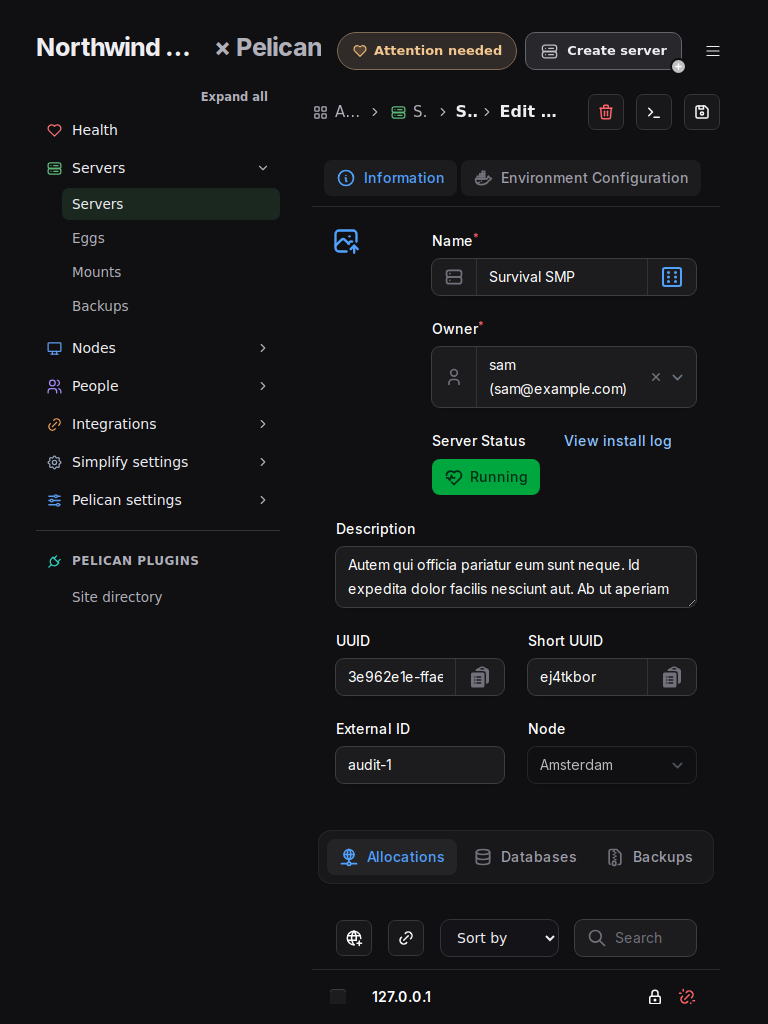 Northwind ... × Pelican
Attention needed
Create server
Expand all
A... > S. > S.. > Edit ...
Health
Servers
Servers
Eggs
Mounts
Backups
Nodes
People
Integrations
Simplify settings
Pelican settings
PELICAN PLUGINS
Site directory
Information
Environment Configuration
Name*
Survival SMP
Owner*
sam
(sam@example.com)
Server Status
View install log
Running
Description
Autem qui officia pariatur eum sunt neque. Id
expedita dolor facilis nesciunt aut. Ab ut aperiam
UUID
Short UUID
3e962e1e-ffae
ej4tkbor
External ID
Node
audit-1
Amsterdam
Allocations
Databases
Backups
Sort by
Search
127.0.0.1